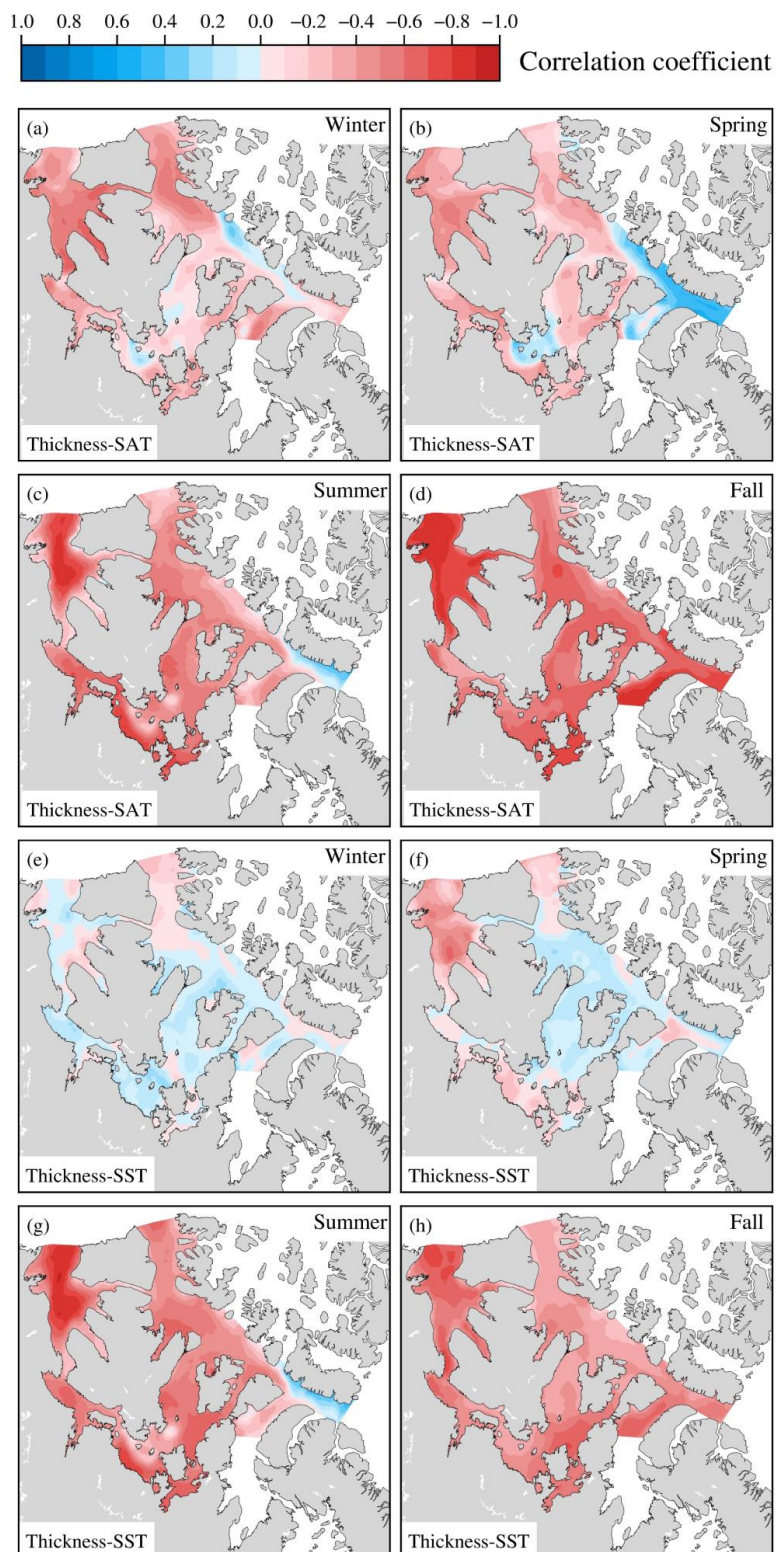 1.0 0.8 0.6 0.4 0.2 0.0 −0.2 −0.4 −0.6 −0.8 −1.0
Correlation coefficient
(a) Winter
Thickness-SAT
(b) Spring
Thickness-SAT
(c) Summer
Thickness-SAT
(d) Fall
Thickness-SAT
(e) Winter
Thickness-SST
(f) Spring
Thickness-SST
(g) Summer
Thickness-SST
(h) Fall
Thickness-SST